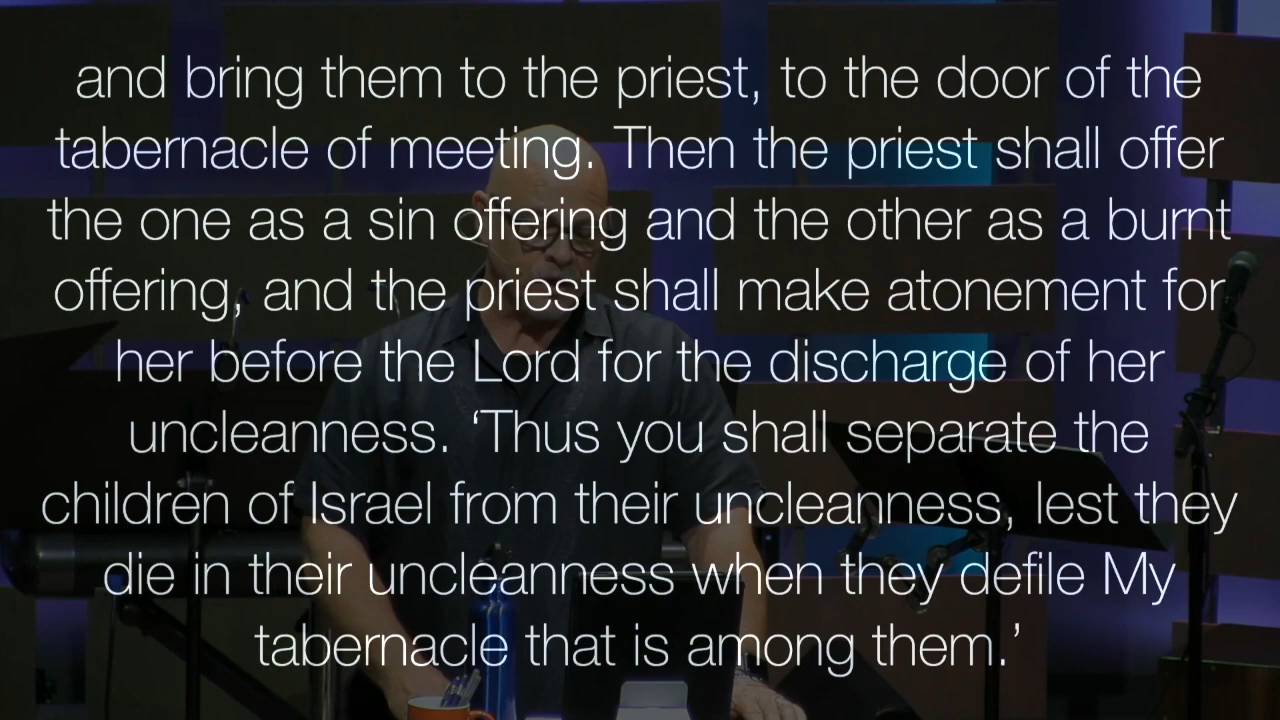 and bring them to the priest, to the door of the
tabernacle of meeting. Then the priest shall offer
the one as a sin offering and the other as a burnt
offering, and the priest shall make atonement for
her before the Lord for the discharge of her
uncleanness. ‘Thus you shall separate the
children of Israel from their uncleanness, lest they
die in their uncleanness when they defile My
tabernacle that is among them.’